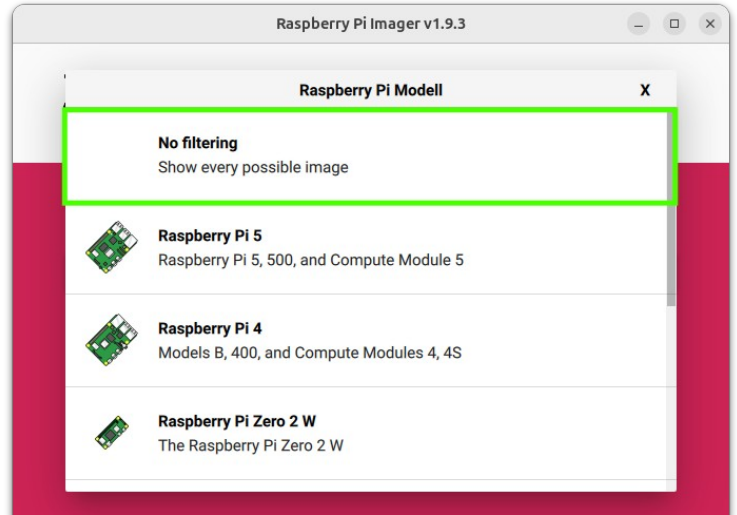 Raspberry Pi Imager v1.9.3
Raspberry Pi Modell
X
No filtering
Show every possible image
Raspberry Pi 5
Raspberry Pi 5, 500, and Compute Module 5
Raspberry Pi 4
Models B, 400, and Compute Modules 4, 4S
Raspberry Pi Zero 2 W
The Raspberry Pi Zero 2 W